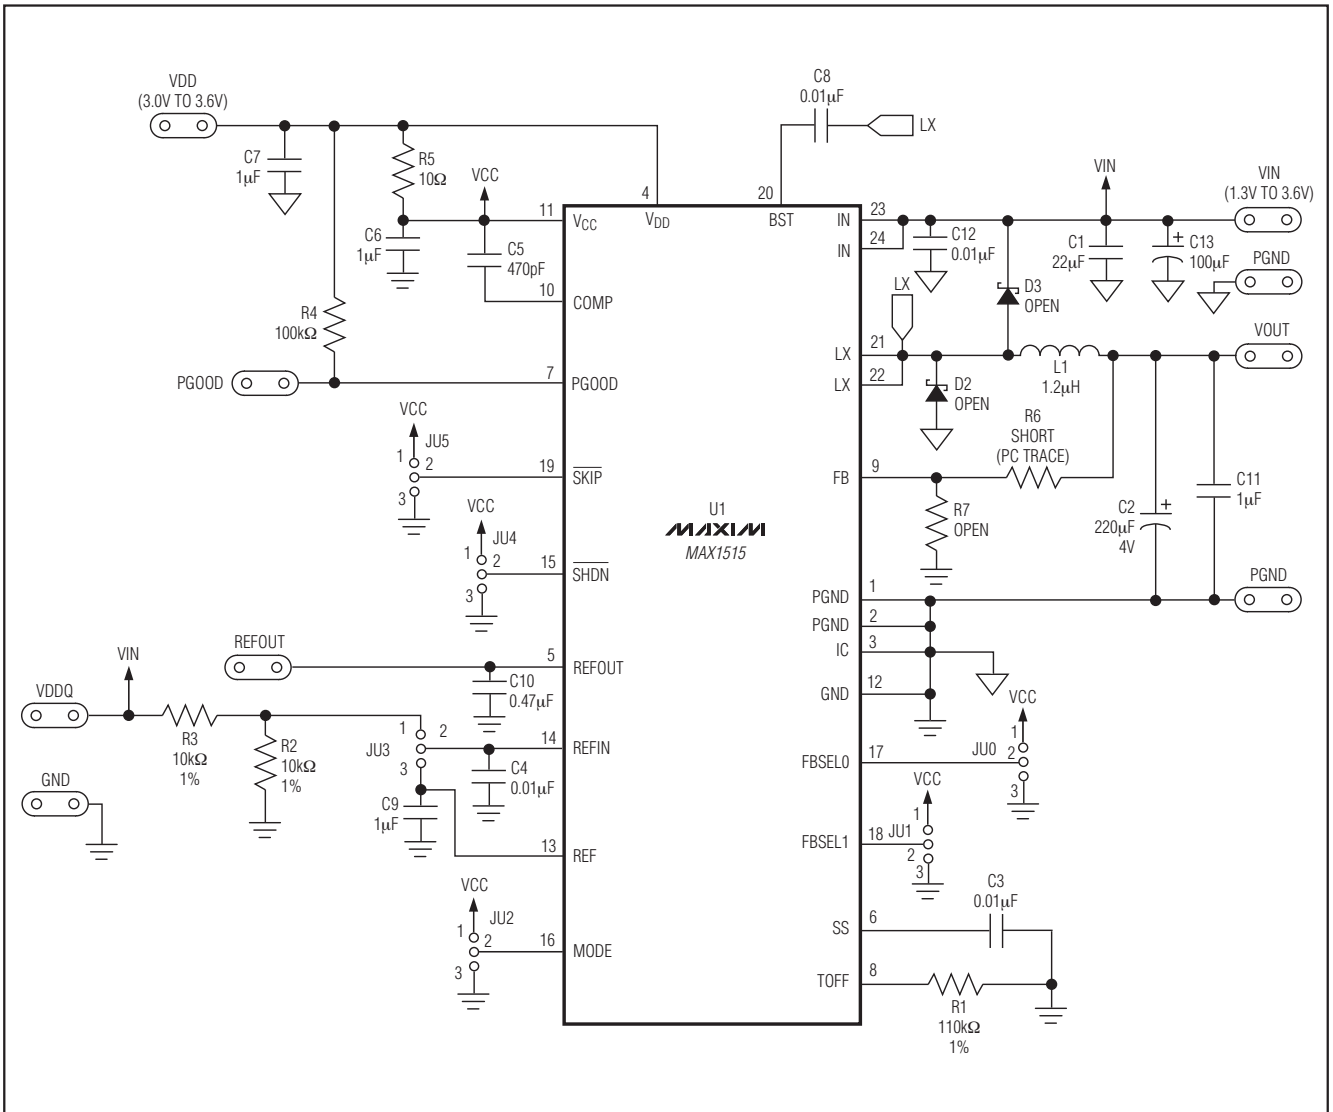 VDD
(3.0V TO 3.6V)
C7
1µF
R5
10Ω
VCC
C6
1µF
C5
470pF
R4
100kΩ
PGOOD
C8
0.01µF
LX
4
VDD
20
BST
11
VCC
10
COMP
7
PGOOD
VCC
JU5
1
2
3
19
SKIP
VCC
JU4
1
2
3
15
SHDN
REFOUT
5
REFOUT
C10
0.47µF
VIN
VDDQ
R3
10kΩ
1%
R2
10kΩ
1%
GND
JU3
1
2
3
14
REFIN
C4
0.01µF
C9
1µF
13
REF
VCC
JU2
1
2
3
16
MODE
U1
MAXIM
MAX1515
IN
23
IN
24
C12
0.01µF
VIN
C1
22µF
+
C13
100µF
VIN
(1.3V TO 3.6V)
PGND
D3
OPEN
LX
LX
21
LX
22
D2
OPEN
L1
1.2µH
VOUT
R6
SHORT
(PC TRACE)
FB
9
R7
OPEN
C2
220µF
4V
+
C11
1µF
PGND
PGND
1
PGND
2
IC
3
GND
12
VCC
JU0
1
2
3
FBSEL0
17
VCC
JU1
1
2
3
FBSEL1
18
C3
0.01µF
SS
6
TOFF
8
R1
110kΩ
1%